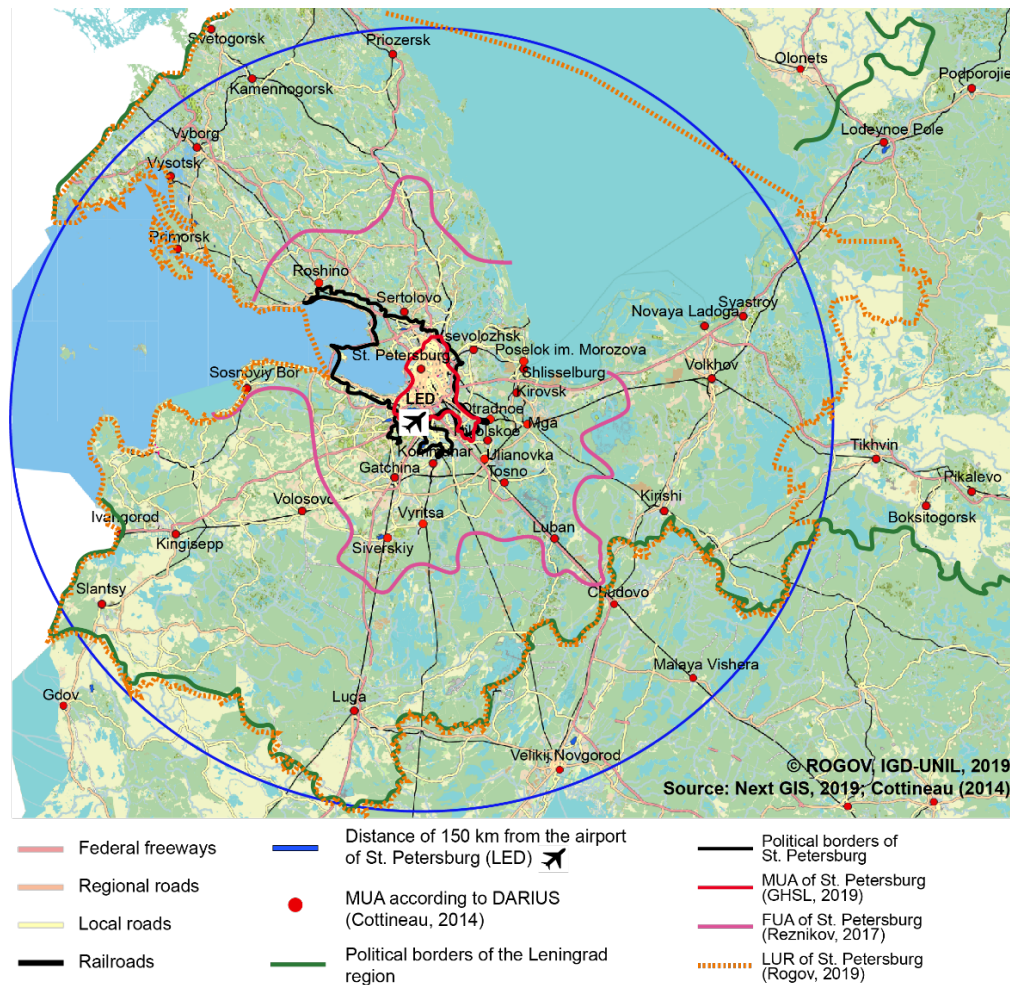 Svetogorsk
Priozersk
Olonets
Kamennogorsk
Podporojie
Vyborg
Lodeynoe Pole
Vysotsk
Primorsk
Roshino
Sertolovo
Novaya Ladoga
Syastroy
Vsevolozhsk
St. Petersburg
Poselok im. Morozova
Shlisselburg
Volkhov
Sosnoviy Bor
LED
Kirovsk
Otradnoe
Mga
Nikolskoe
Kommunar
Ulianovka
Tikhvin
Gatchina
Tosno
Pikalevo
Volosovo
Kirishi
Boksitogorsk
Ivangorod
Vyritsa
Luban
Kingisepp
Siverskiy
Slantsy
Chudovo
Malaya Vishera
Gdov
Luga
Velikij Novgorod
© ROGOV, IGD-UNIL, 2019
Source: Next GIS, 2019; Cottineau (2014)
Federal freeways
Regional roads
Local roads
Railroads
Distance of 150 km from the airport
of St. Petersburg (LED)
MUA according to DARIUS
(Cottineau, 2014)
Political borders of the Leningrad
region
Political borders of
St. Petersburg
MUA of St. Petersburg
(GHSL, 2019)
FUA of St. Petersburg
(Reznikov, 2017)
LUR of St. Petersburg
(Rogov, 2019)